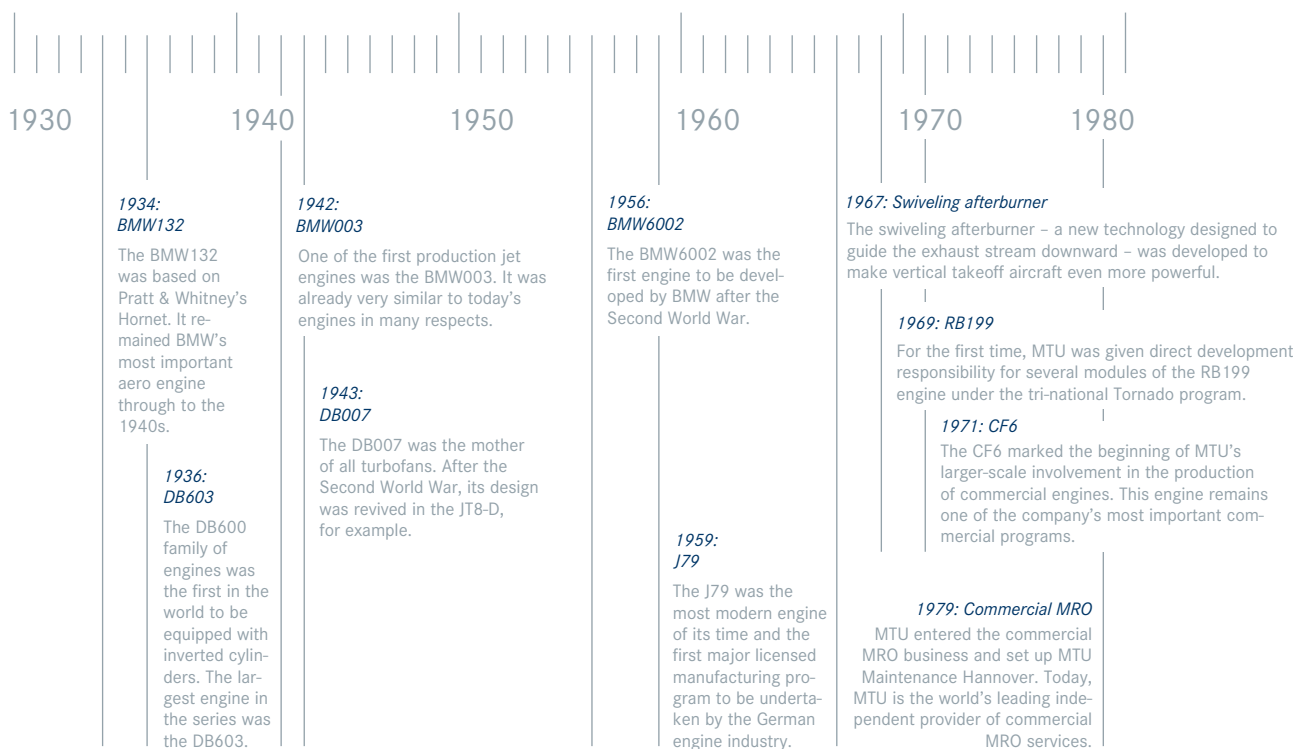 1930
1940
1950
1960
1970
1980
1934:
BMW132
The BMW132
was based on
Pratt & Whitney's
Hornet. It re-
mained BMW's
most important
aero engine
through to the
1940s.
1936:
DB603
The DB600
family of
engines was
the first in the
world to be
equipped with
inverted cylin-
ders. The lar-
gest engine in
the series was
the DB603.
1942:
BMW003
One of the first production jet
engines was the BMW003. It was
already very similar to today's
engines in many respects.
1943:
DB007
The DB007 was the mother
of all turbofans. After the
Second World War, its design
was revived in the JT8-D,
for example.
1956:
BMW6002
The BMW6002 was the
first engine to be devel-
oped by BMW after the
Second World War.
1959:
J79
The J79 was the
most modern engine
of its time and the
first major licensed
manufacturing pro-
gram to be underta-
ken by the German
engine industry.
1967: Swiveling afterburner
The swiveling afterburner – a new technology designed to
guide the exhaust stream downward – was developed to
make vertical takeoff aircraft even more powerful.
1969: RB199
For the first time, MTU was given direct development
responsibility for several modules of the RB199
engine under the tri-national Tornado program.
1971: CF6
The CF6 marked the beginning of MTU's
larger-scale involvement in the production
of commercial engines. This engine remains
one of the company's most important com-
mercial programs.
1979: Commercial MRO
MTU entered the commercial
MRO business and set up MTU
Maintenance Hannover. Today,
MTU is the world's leading inde-
pendent provider of commercial
MRO services.